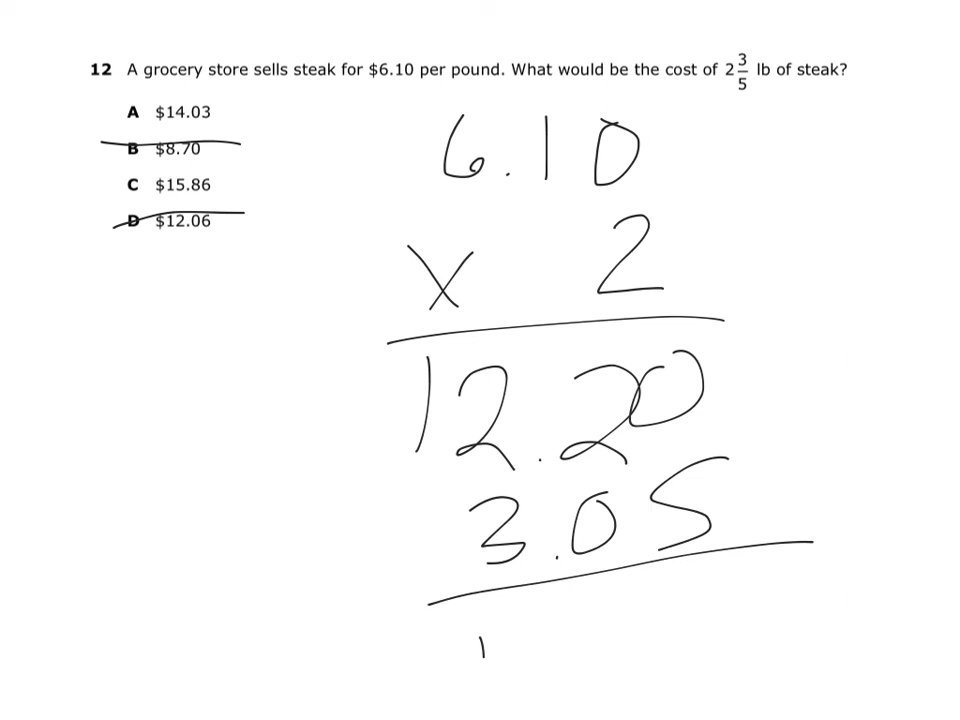 12 A grocery store sells steak for $6.10 per pound. What would be the cost of 2 3/5 lb of steak?
A $14.03
B $8.70
C $15.86
D $12.06
6.10
x 2
12.20
3.05
1